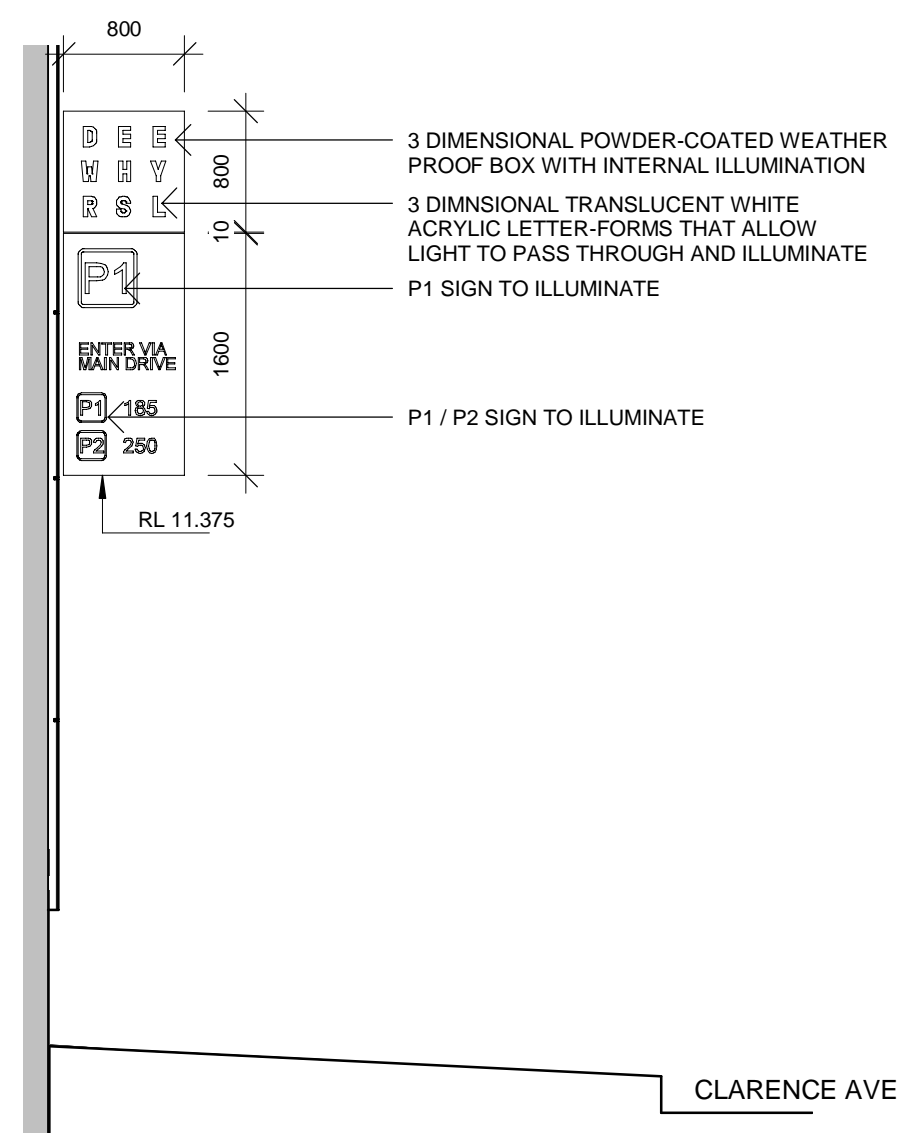 800
D E E
W H Y
R S L
800
10
P1
1600
ENTER VIA
MAIN DRIVE
P1 185
P2 250
RL 11.375
3 DIMENSIONAL POWDER-COATED WEATHER
PROOF BOX WITH INTERNAL ILLUMINATION
3 DIMNSIONAL TRANSLUCENT WHITE
ACRYLIC LETTER-FORMS THAT ALLOW
LIGHT TO PASS THROUGH AND ILLUMINATE
P1 SIGN TO ILLUMINATE
P1 / P2 SIGN TO ILLUMINATE
CLARENCE AVE